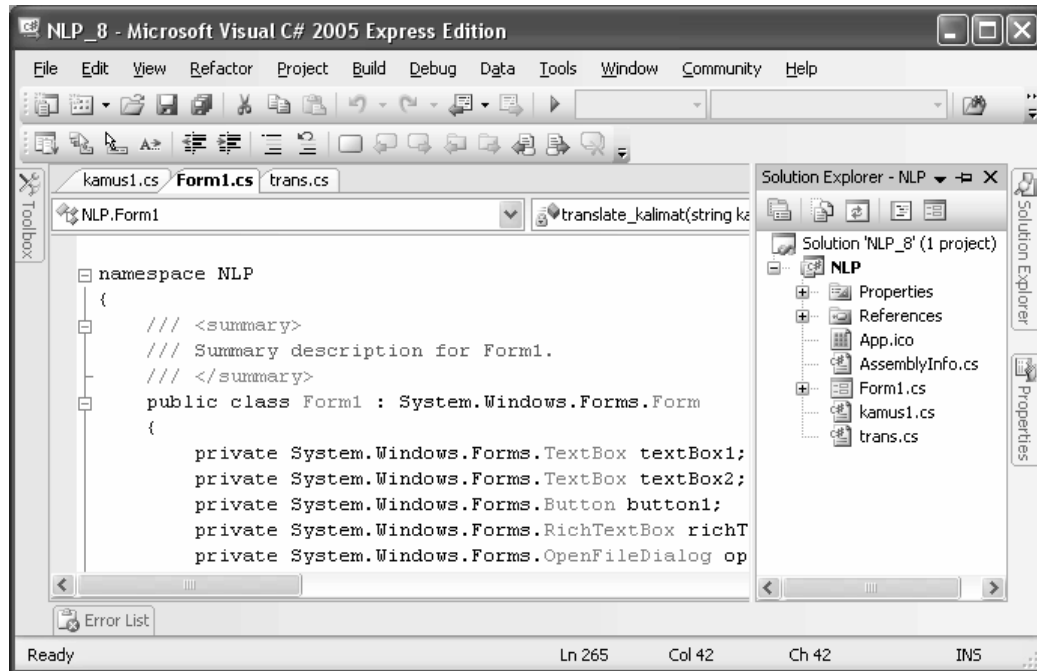 NLP_8 - Microsoft Visual C# 2005 Express Edition
File Edit View Refactor Project Build Debug Data Tools Window Community Help
Toolbox
kamus1.cs Form1.cs trans.cs
NLP.Form1 translate_kalimat(string ka
namespace NLP
{
/// <summary>
/// Summary description for Form1.
/// </summary>
public class Form1 : System.Windows.Forms.Form
{
private System.Windows.Forms.TextBox textBox1;
private System.Windows.Forms.TextBox textBox2;
private System.Windows.Forms.Button button1;
private System.Windows.Forms.RichTextBox richT
private System.Windows.Forms.OpenFileDialog op
Solution Explorer - NLP
Solution 'NLP_8' (1 project)
NLP
Properties
References
App.ico
AssemblyInfo.cs
Form1.cs
kamus1.cs
trans.cs
Solution Explorer
Properties
Error List
Ready Ln 265 Col 42 Ch 42 INS